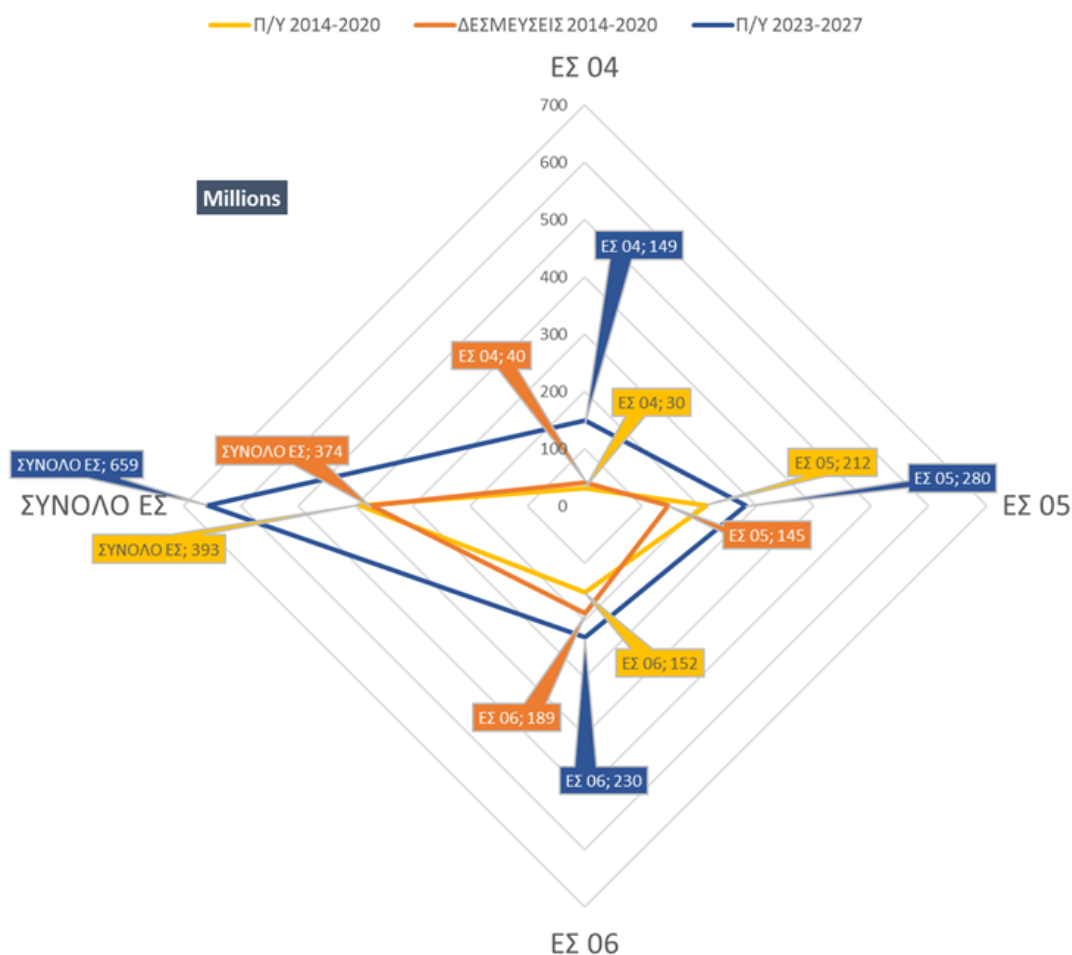 Π/Υ 2014-2020 ΔΕΣΜΕΥΣΕΙΣ 2014-2020 Π/Υ 2023-2027
ΕΣ 04
700
600
Millions
500
ΕΣ 04; 149
400
300
ΕΣ 04; 40
200
ΕΣ 04; 30
100
ΣΥΝΟΛΟ ΕΣ; 374
ΕΣ 05; 212
ΣΥΝΟΛΟ ΕΣ; 659
ΕΣ 05; 280
ΣΥΝΟΛΟ ΕΣ
0
ΕΣ 05
ΕΣ 05; 145
ΣΥΝΟΛΟ ΕΣ; 393
ΕΣ 06; 152
ΕΣ 06; 189
ΕΣ 06; 230
ΕΣ 06